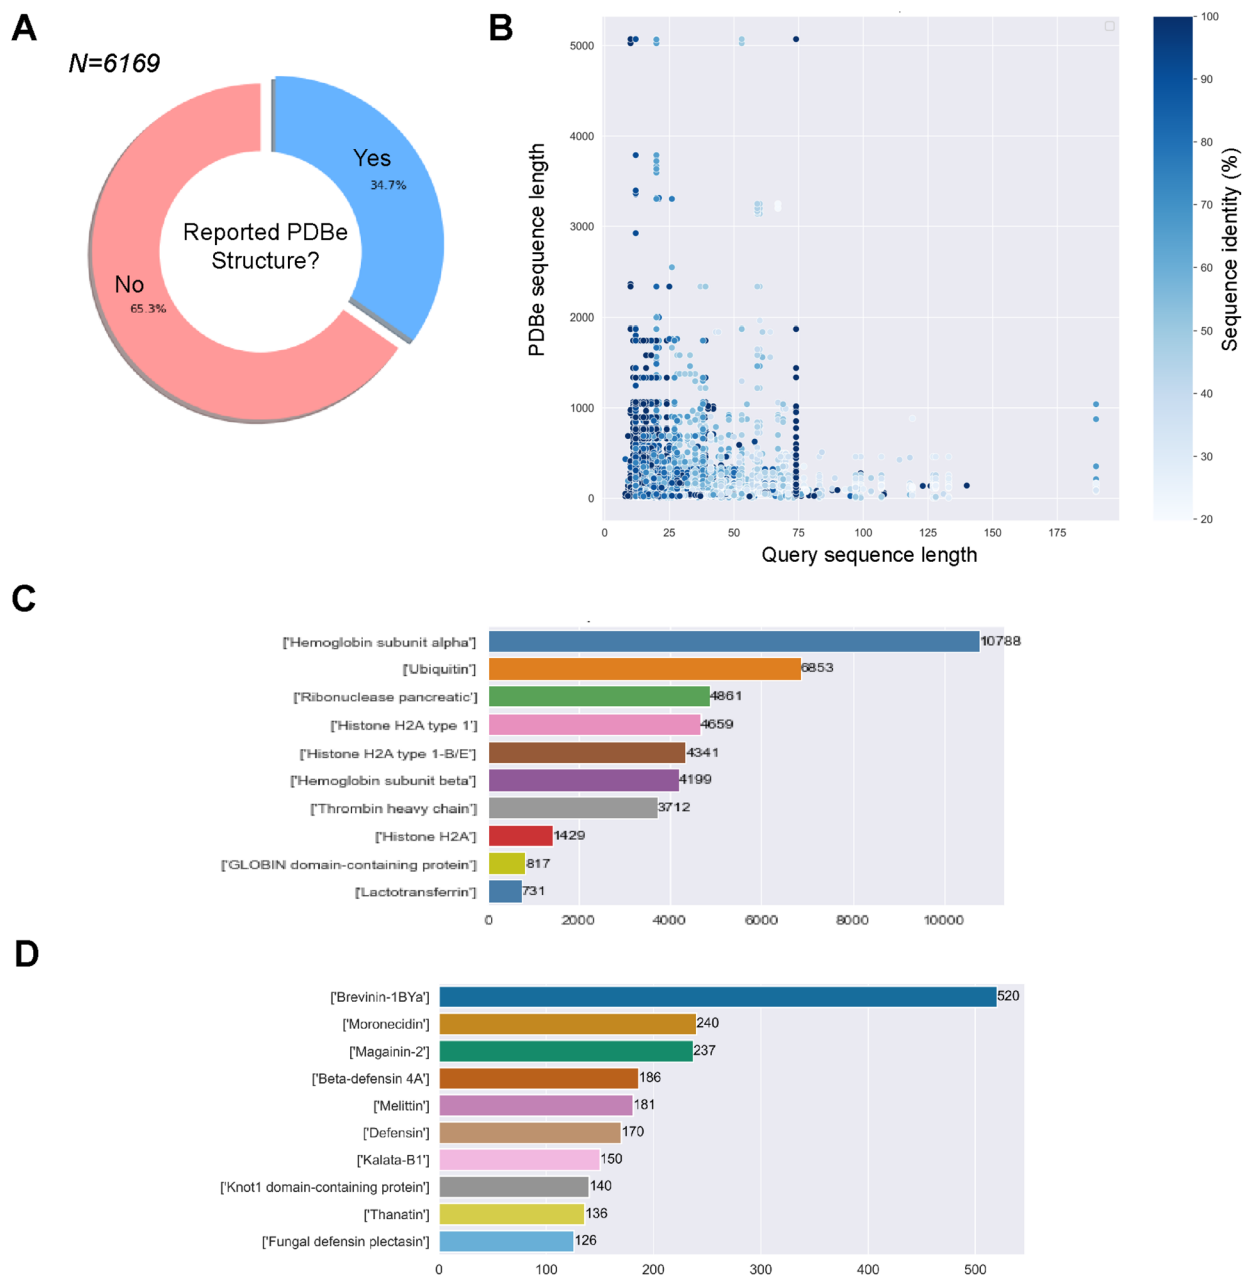 A
N=6169
Yes
34.7%
Reported PDBe
Structure?
No
65.3%
B
PDBe sequence length
5000
4000
3000
2000
1000
0
0 25 50 75 100 125 150 175
Query sequence length
100
90
80
70
60
50
40
30
20
Sequence identity (%)
C
['Hemoglobin subunit alpha'] 10788
['Ubiquitin'] 6853
['Ribonuclease pancreatic'] 4861
['Histone H2A type 1'] 4659
['Histone H2A type 1-B/E'] 4341
['Hemoglobin subunit beta'] 4199
['Thrombin heavy chain'] 3712
['Histone H2A'] 1429
['GLOBIN domain-containing protein'] 817
['Lactotransferrin'] 731
0 2000 4000 6000 8000 10000
D
['Brevinin-1BYa'] 520
['Moronecidin'] 240
['Magainin-2'] 237
['Beta-defensin 4A'] 186
['Melittin'] 181
['Defensin'] 170
['Kalata-B1'] 150
['Knot1 domain-containing protein'] 140
['Thanatin'] 136
['Fungal defensin plectasin'] 126
0 100 200 300 400 500